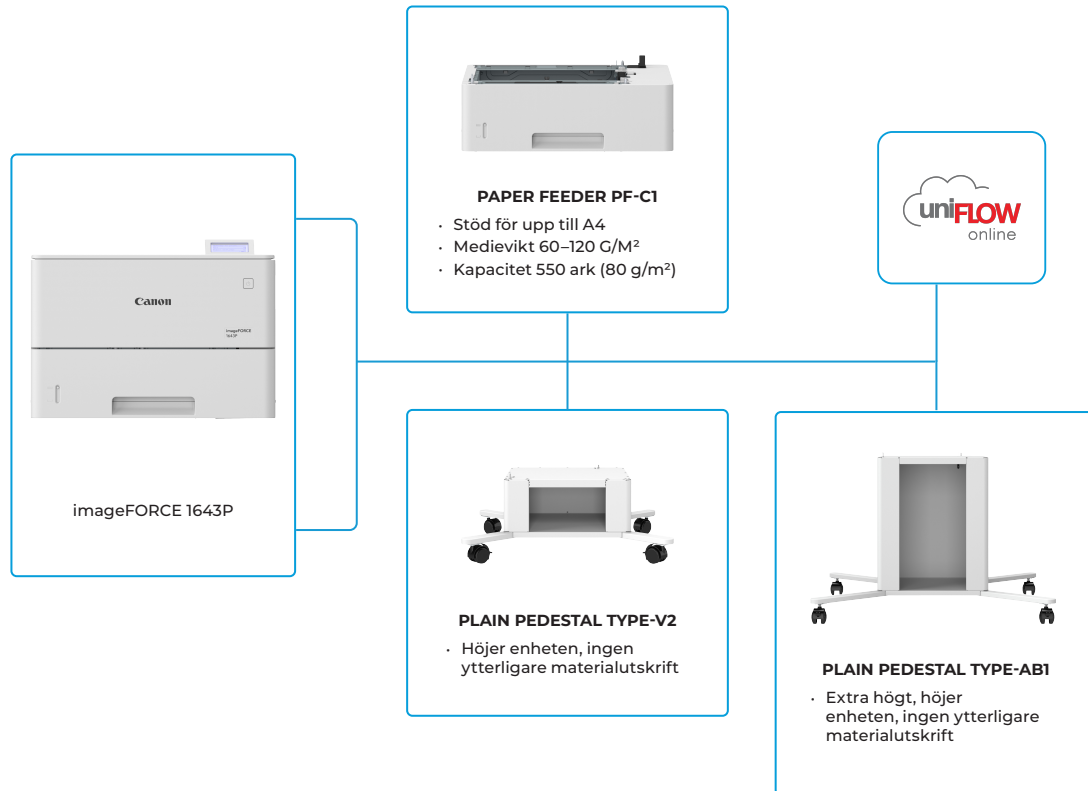 PAPER FEEDER PF-C1
· Stöd för upp till A4
· Medievikt 60–120 G/M²
· Kapacitet 550 ark (80 g/m²)
uniFLOW
online
Canon
imageFORCE
1643P
imageFORCE 1643P
PLAIN PEDESTAL TYPE-V2
· Höjer enheten, ingen
ytterligare materialutskrift
PLAIN PEDESTAL TYPE-AB1
· Extra högt, höjer
enheten, ingen ytterligare
materialutskrift